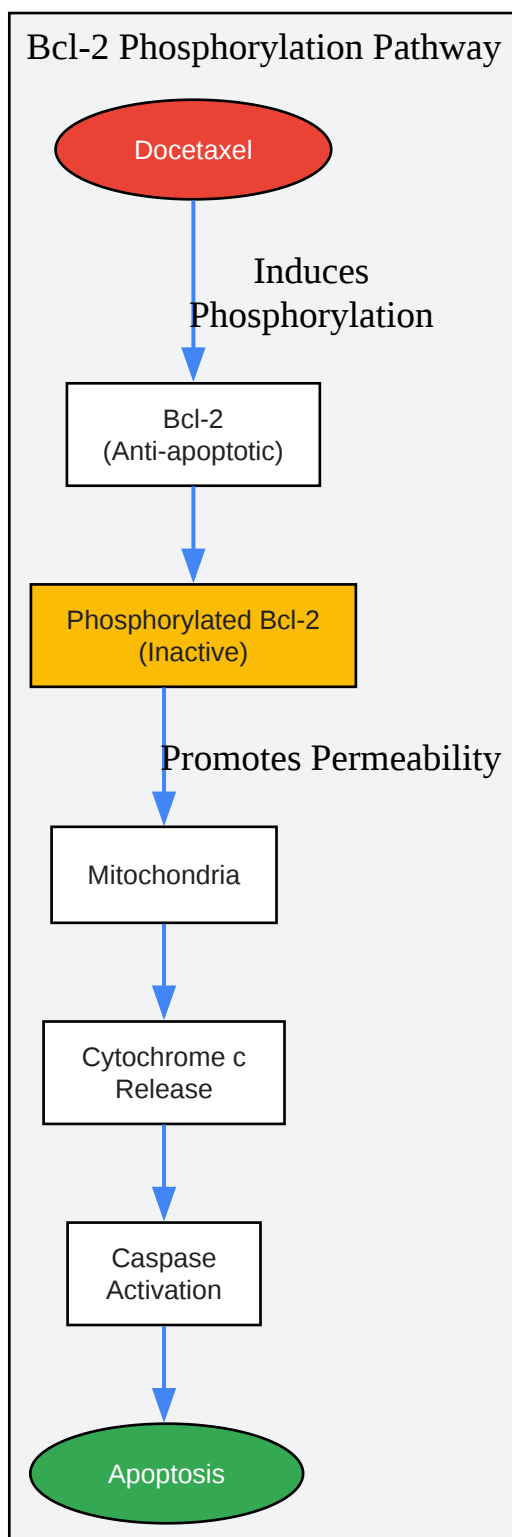 Bcl-2 Phosphorylation Pathway
Docetaxel
Induces
Phosphorylation
Bcl-2
(Anti-apoptotic)
Phosphorylated Bcl-2
(Inactive)
Promotes Permeability
Mitochondria
Cytochrome c
Release
Caspase
Activation
Apoptosis